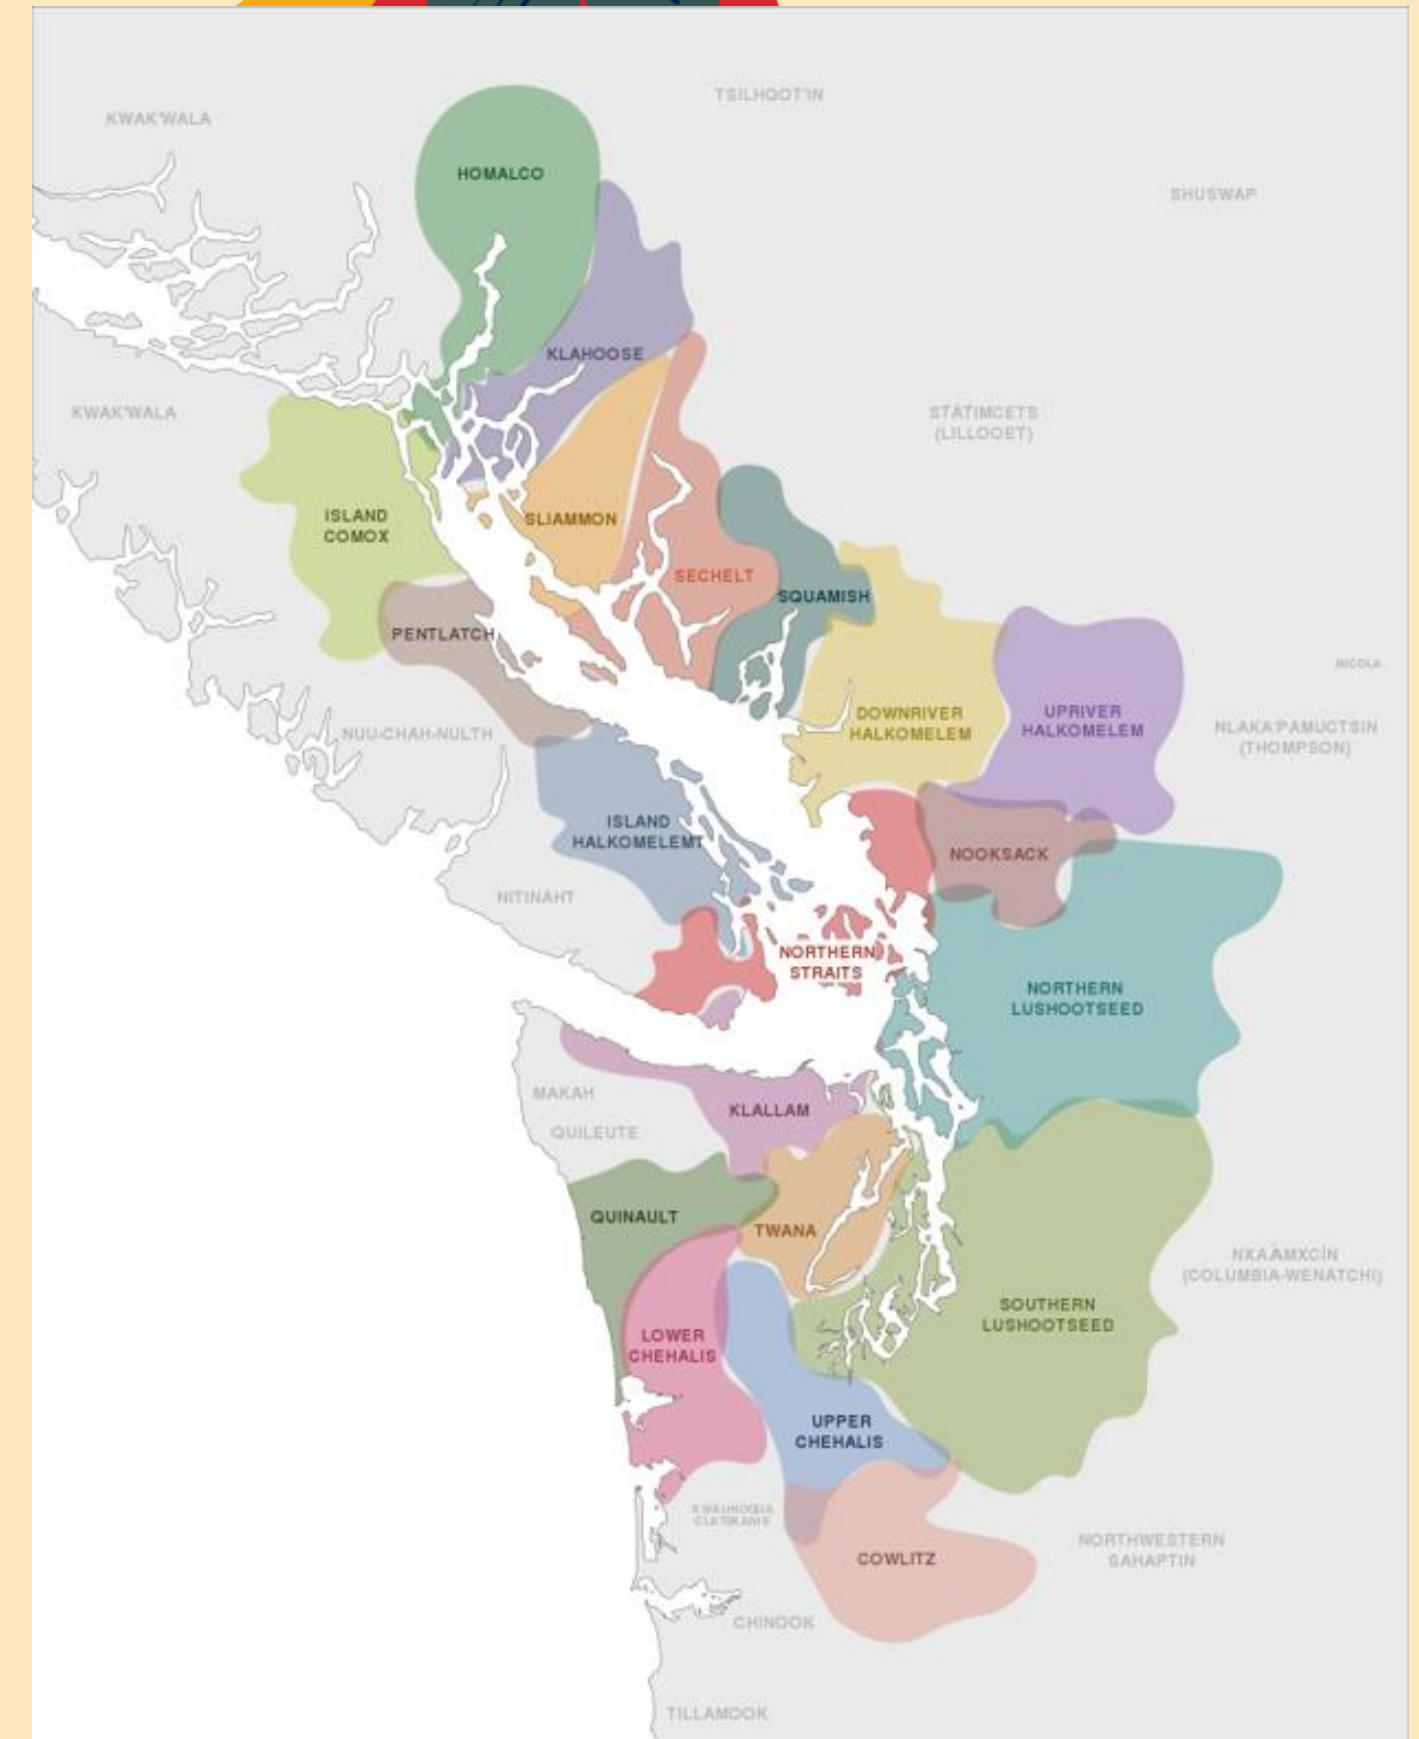 TSILHQOT'IN
KWAK'WALA
HOMALCO
SHUSWAP
KLAHOOSE
KWAK'WALA
STATIMCETS
(LILLOOET)
ISLAND
COMOX
SLIAMMON
SECHELT
SQUAMISH
PENTLATCH
NICOLA
DOWNRIVER
HALKOMELEM
UPRIVER
HALKOMELEM
NUU-CHAH-NULTH
NLAKA'PAMUCTSIN
(THOMPSON)
ISLAND
HALKOMELEMT
NOOKSACK
NITINAHT
NORTHERN
STRAITS
NORTHERN
LUSHOOTSEED
MAKAH
KLALLAM
QUILEUTE
QUINAULT
TWANA
NXAÄMXCÍN
(COLUMBIA-WENATCHI)
SOUTHERN
LUSHOOTSEED
LOWER
CHEHALIS
UPPER
CHEHALIS
NORTHWESTERN
SAHAPTIN
COWLITZ
CHINOOK
TILLAMOOK